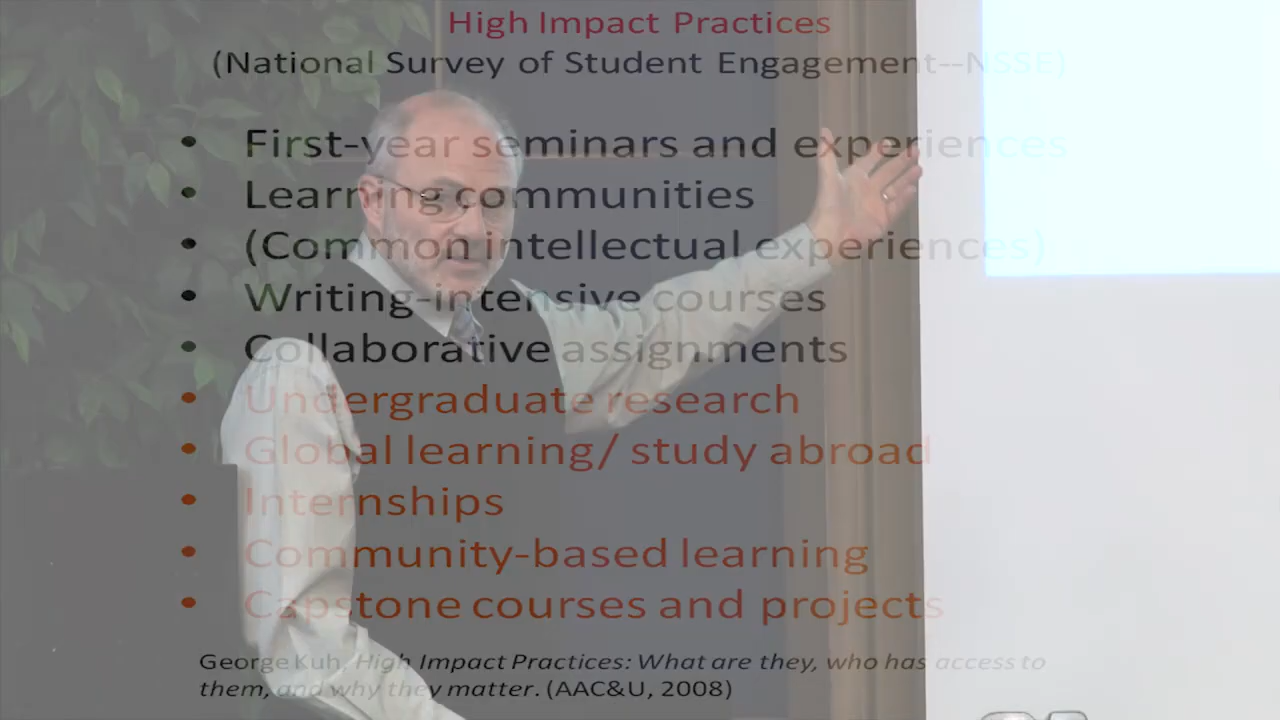 High Impact Practices
(National Survey of Student Engagement--NSSE)
• First-year seminars and experiences
• Learning communities
• (Common intellectual experiences)
• Writing-intensive courses
• Collaborative assignments
• Undergraduate research
• Global learning/ study abroad
• Internships
• Community-based learning
• Capstone courses and projects
George Kuh, High Impact Practices: What are they, who has access to
them, and why they matter. (AAC&U, 2008)